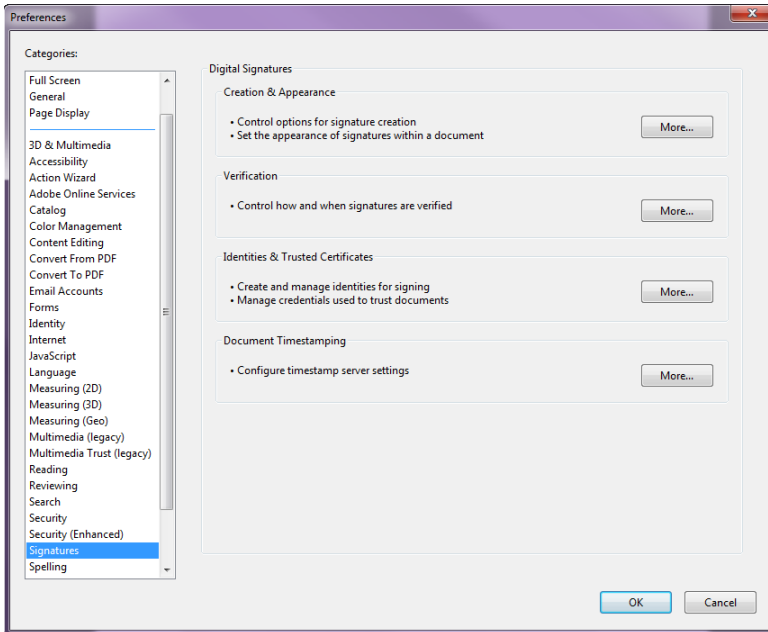 Preferences
Categories:
Full Screen
General
Page Display
3D & Multimedia
Accessibility
Action Wizard
Adobe Online Services
Catalog
Color Management
Content Editing
Convert From PDF
Convert To PDF
Email Accounts
Forms
Identity
Internet
JavaScript
Language
Measuring (2D)
Measuring (3D)
Measuring (Geo)
Multimedia (legacy)
Multimedia Trust (legacy)
Reading
Reviewing
Search
Security
Security (Enhanced)
Signatures
Spelling
Digital Signatures
Creation & Appearance
• Control options for signature creation
• Set the appearance of signatures within a document
More...
Verification
• Control how and when signatures are verified
More...
Identities & Trusted Certificates
• Create and manage identities for signing
• Manage credentials used to trust documents
More...
Document Timestamping
• Configure timestamp server settings
More...
OK
Cancel